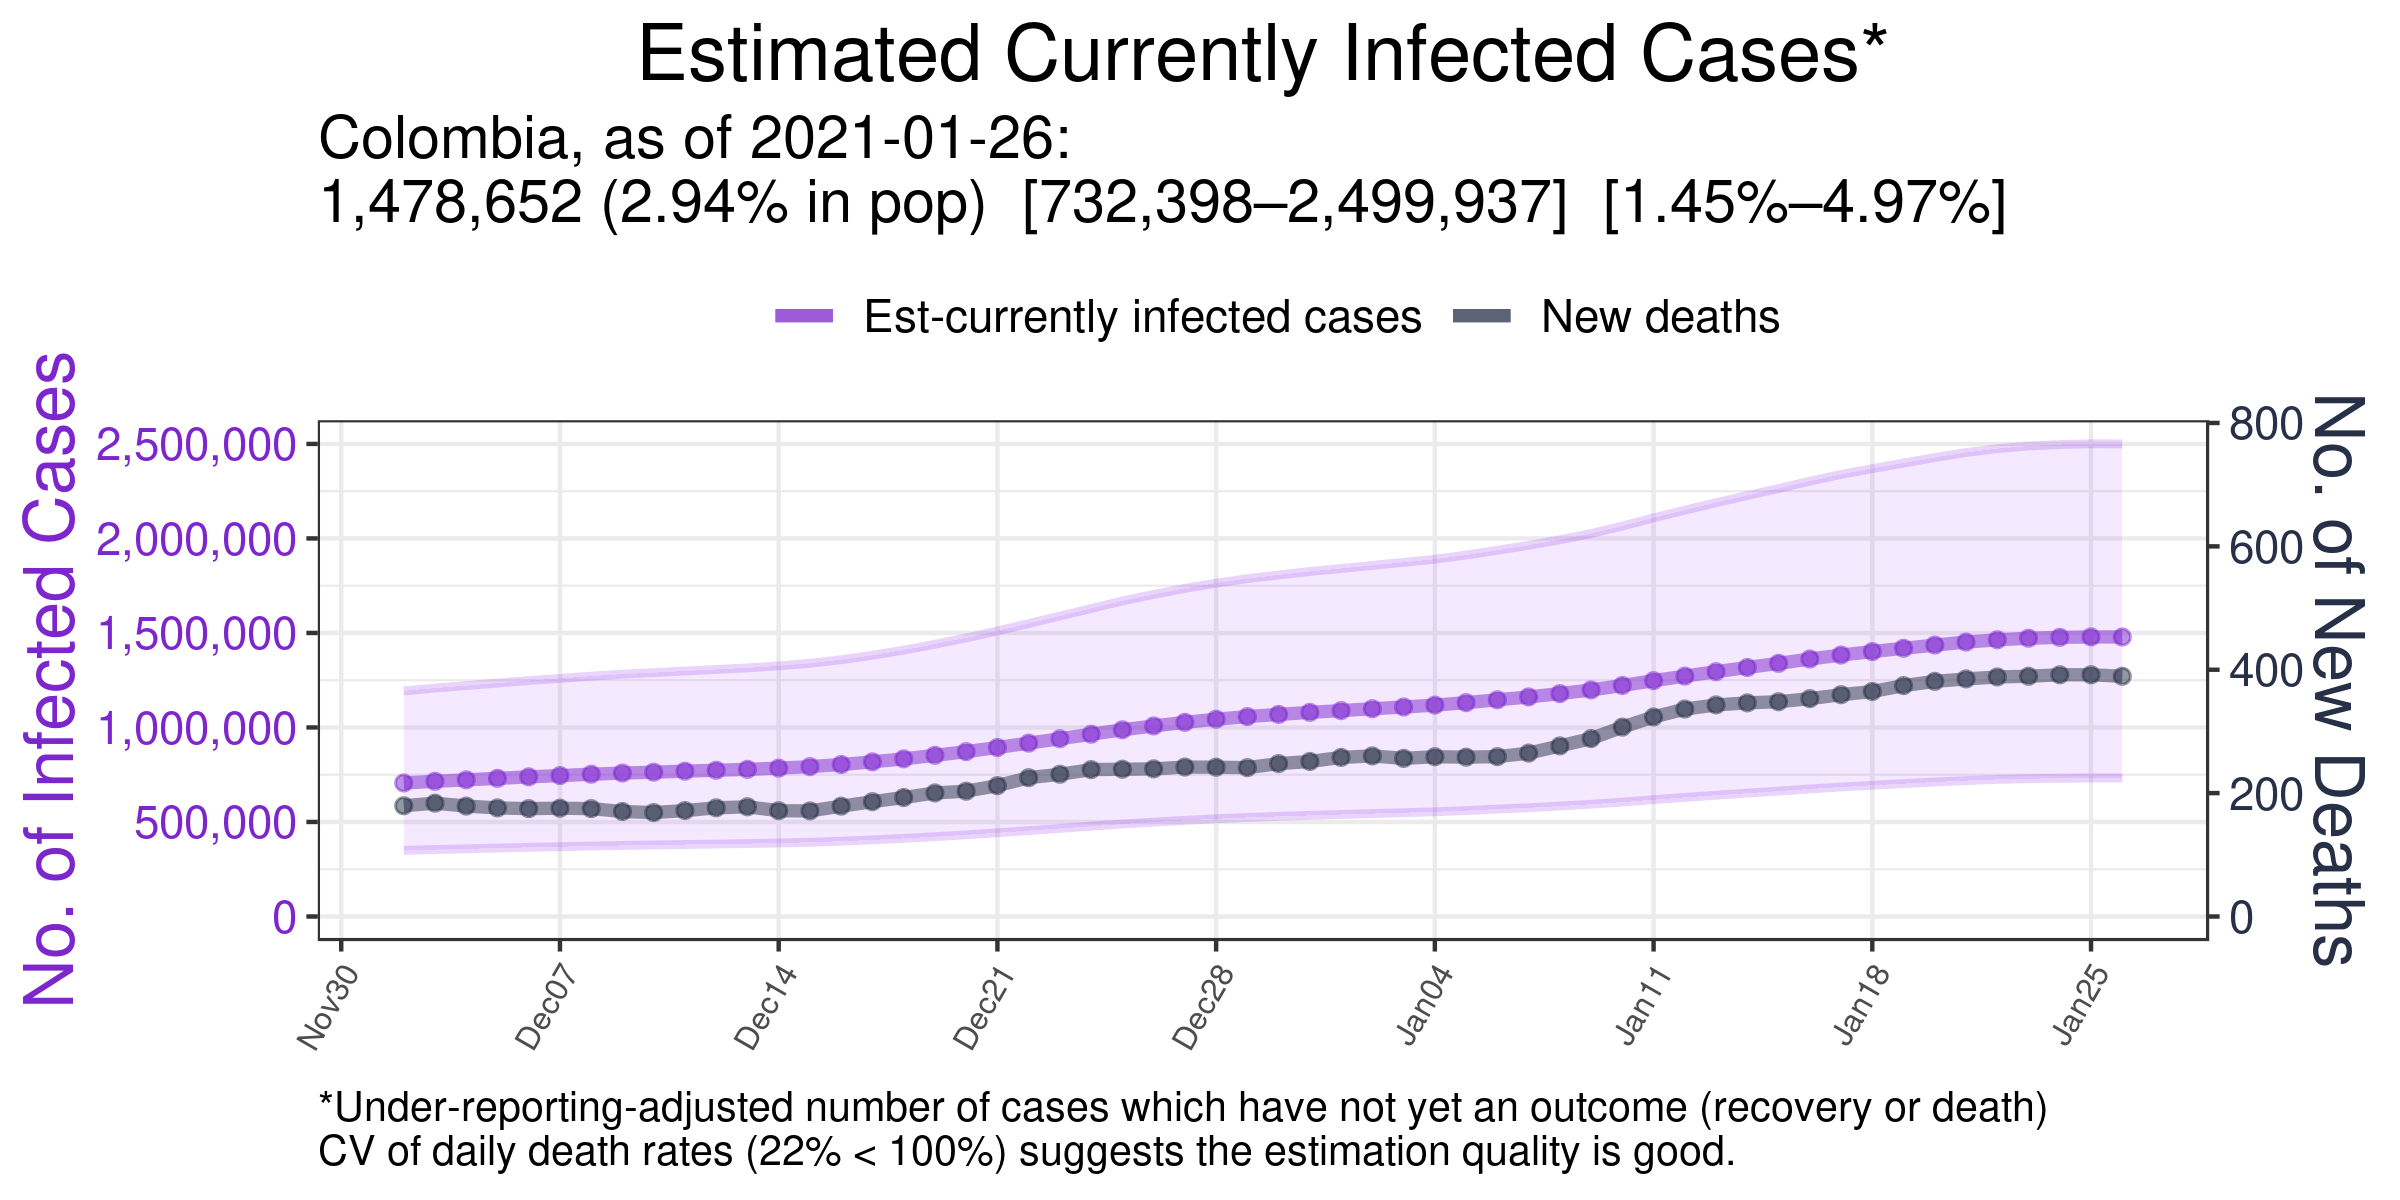 Estimated Currently Infected Cases*
Colombia, as of 2021-01-26:
1,478,652 (2.94% in pop) [732,398–2,499,937] [1.45%–4.97%]
Est-currently infected cases New deaths
No. of Infected Cases
2,500,000
2,000,000
1,500,000
1,000,000
500,000
0
800
600
400
200
0
No. of New Deaths
Nov30 Dec07 Dec14 Dec21 Dec28 Jan04 Jan11 Jan18 Jan25
*Under-reporting-adjusted number of cases which have not yet an outcome (recovery or death)
CV of daily death rates (22% < 100%) suggests the estimation quality is good.